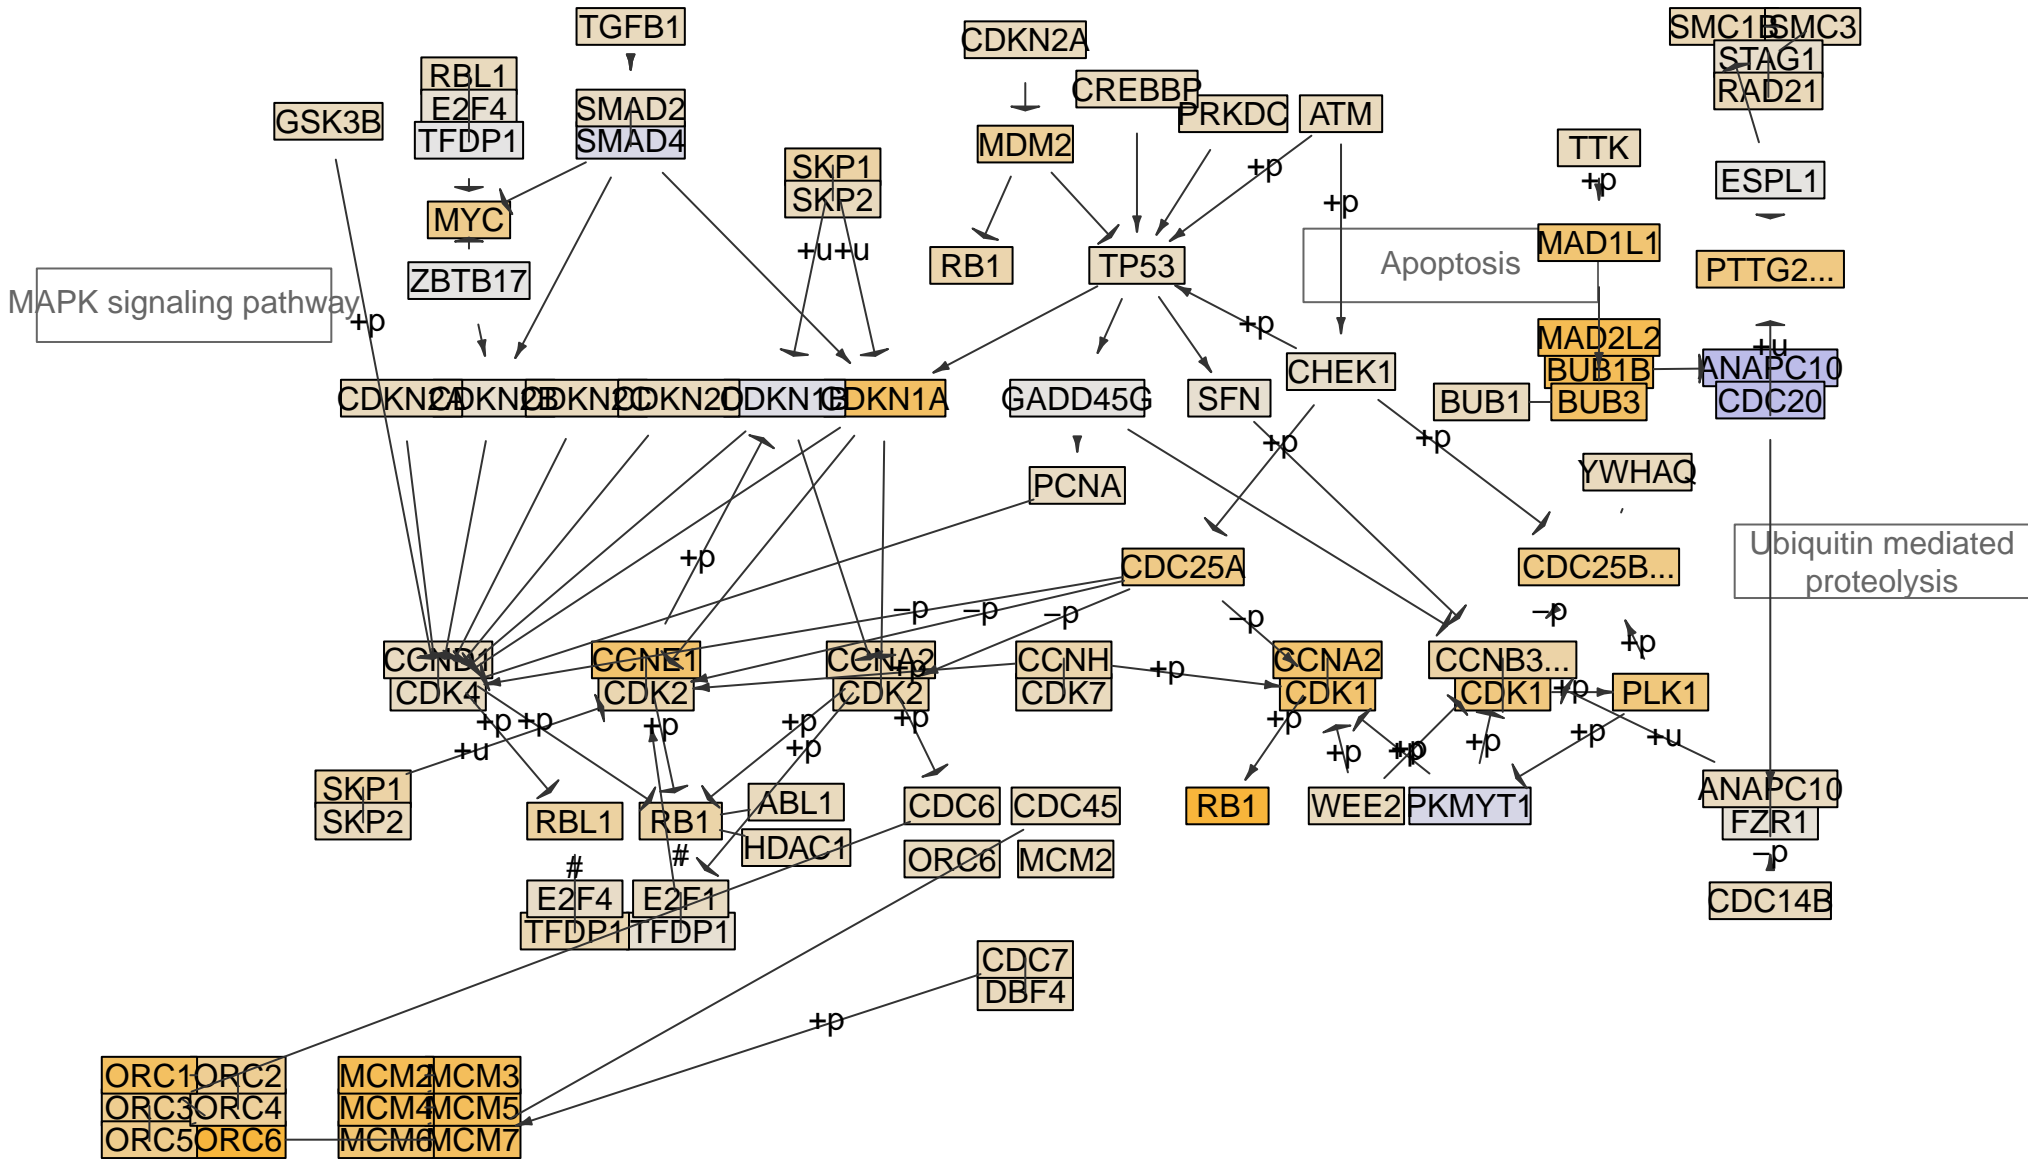 TGFB1
CDKN2A
SMC1B
SMC3
STAG1
RAD21
RBL1
E2F4
TFDP1
GSK3B
SMAD2
SMAD4
CREBBP
PRKDC
ATM
MDM2
SKP1
SKP2
TTK
+p
ESPL1
MYC
ZBTB17
+u
+u
+p
+p
RB1
TP53
Apoptosis
MAD1L1
PTTG2...
MAPK signaling pathway
+p
+p
MAD2L2
BUB1B
BUB3
BUB1
+u
ANAPC10
CDC20
CDKN2A
CDKN2B
CDKN2C
CDKN2D
CDKN1B
CDKN1A
GADD45G
SFN
CHEK1
+p
+p
PCNA
YWHAQ
Ubiquitin mediated
proteolysis
+p
CDC25A
CDC25B...
−p
−p
−p
−p
−p
+p
CCND1
CDK4
CCNE1
CDK2
CCNA2
CDK2
+p
CCNH
CDK7
+p
CCNA2
CDK1
CCNB3...
CDK1
+p
PLK1
+p
+p
+u
+p
+p
+p
+p
+p
+p
+p
+p
+p
+p
+u
SKP1
SKP2
RBL1
RB1
ABL1
HDAC1
CDC6
CDC45
ORC6
MCM2
RB1
WEE2
PKMYT1
ANAPC10
FZR1
−p
CDC14B
#
#
E2F4
TFDP1
E2F1
TFDP1
CDC7
DBF4
+p
ORC1
ORC2
ORC3
ORC4
ORC5
ORC6
MCM2
MCM3
MCM4
MCM5
MCM6
MCM7